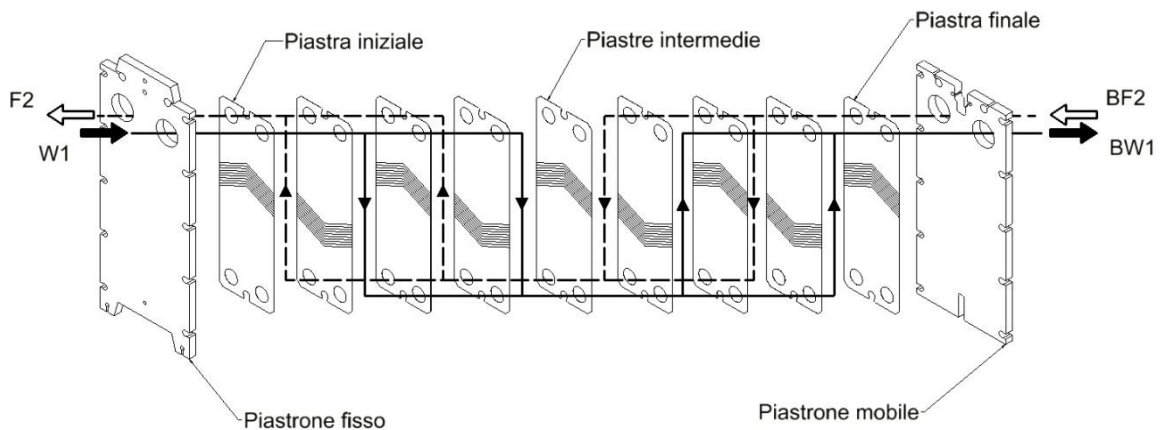 Piastra iniziale
Piastre intermedie
Piastra finale
F2
W1
BF2
BW1
Piastrone fisso
Piastrone mobile